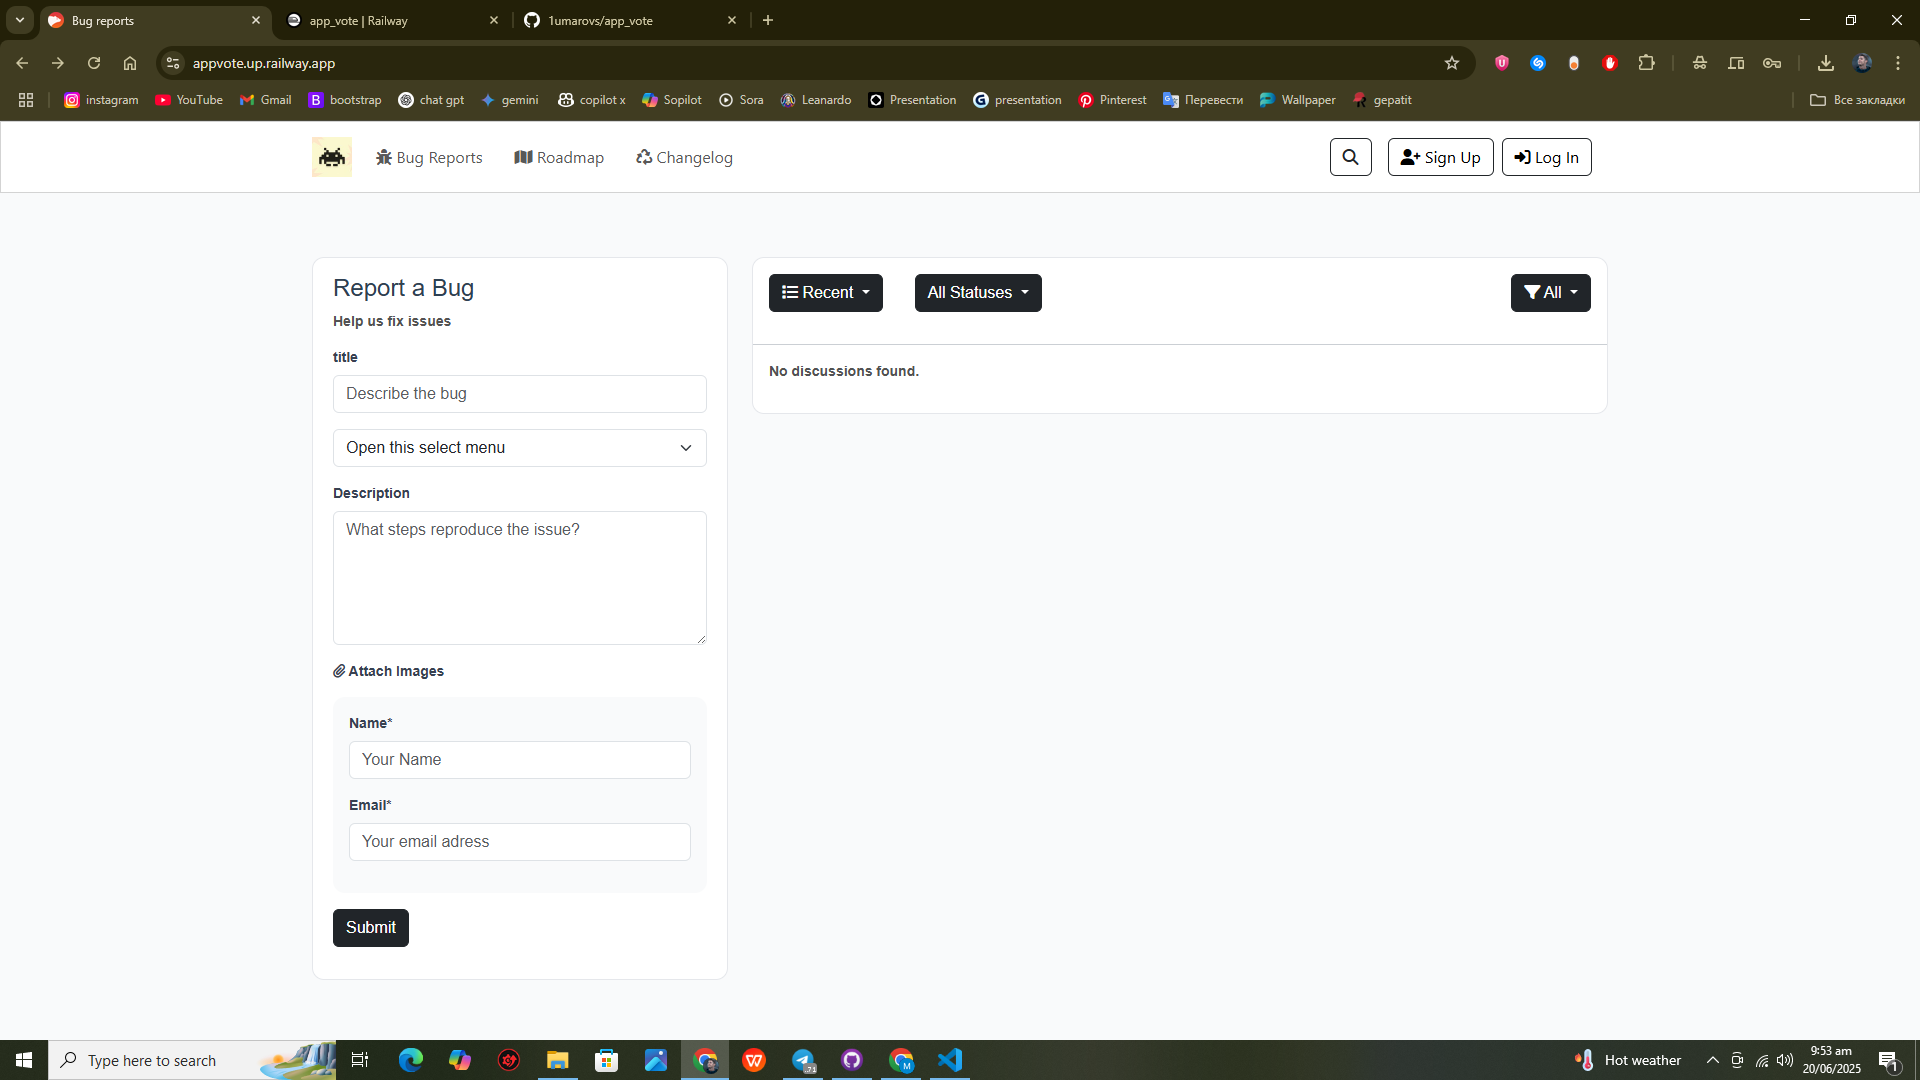 Bug reports
app_vote | Railway
1umarovs/app_vote
appvote.up.railway.app
instagram
YouTube
Gmail
bootstrap
chat gpt
gemini
copilot x
Sopilot
Sora
Leanardo
Presentation
presentation
Pinterest
Перевести
Wallpaper
gepatit
Все закладки
Bug Reports
Roadmap
Changelog
Sign Up
Log In
Report a Bug
Help us fix issues
title
Describe the bug
Open this select menu
Description
What steps reproduce the issue?
Attach Images
Name*
Your Name
Email*
Your email adress
Submit
Recent
All Statuses
All
No discussions found.
Type here to search
Hot weather
9:53 am
20/06/2025